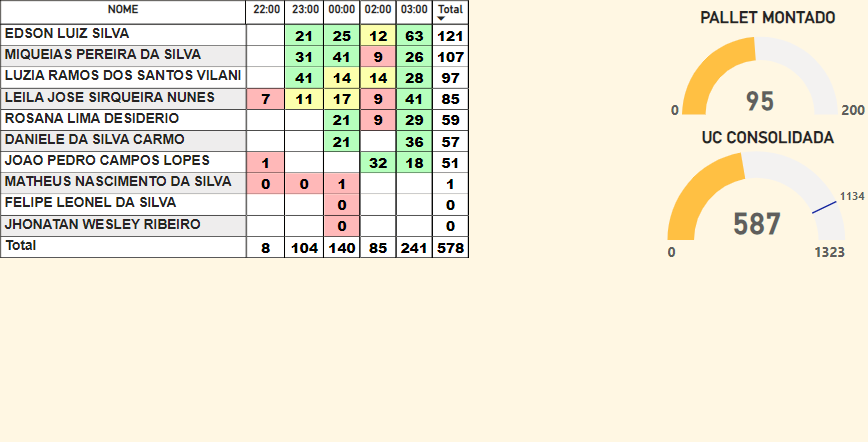 NOME 22:00 23:00 00:00 02:00 03:00 Total
EDSON LUIZ SILVA 21 25 12 63 121
MIQUEIAS PEREIRA DA SILVA 31 41 9 26 107
LUZIA RAMOS DOS SANTOS VILANI 41 14 14 28 97
LEILA JOSE SIRQUEIRA NUNES 7 11 17 9 41 85
ROSANA LIMA DESIDERIO 21 9 29 59
DANIELE DA SILVA CARMO 21 36 57
JOAO PEDRO CAMPOS LOPES 1 32 18 51
MATHEUS NASCIMENTO DA SILVA 0 0 1 1
FELIPE LEONEL DA SILVA 0 0
JHONATAN WESLEY RIBEIRO 0 0
Total 8 104 140 85 241 578
PALLET MONTADO
95
0 200
UC CONSOLIDADA
1134
587
0 1323